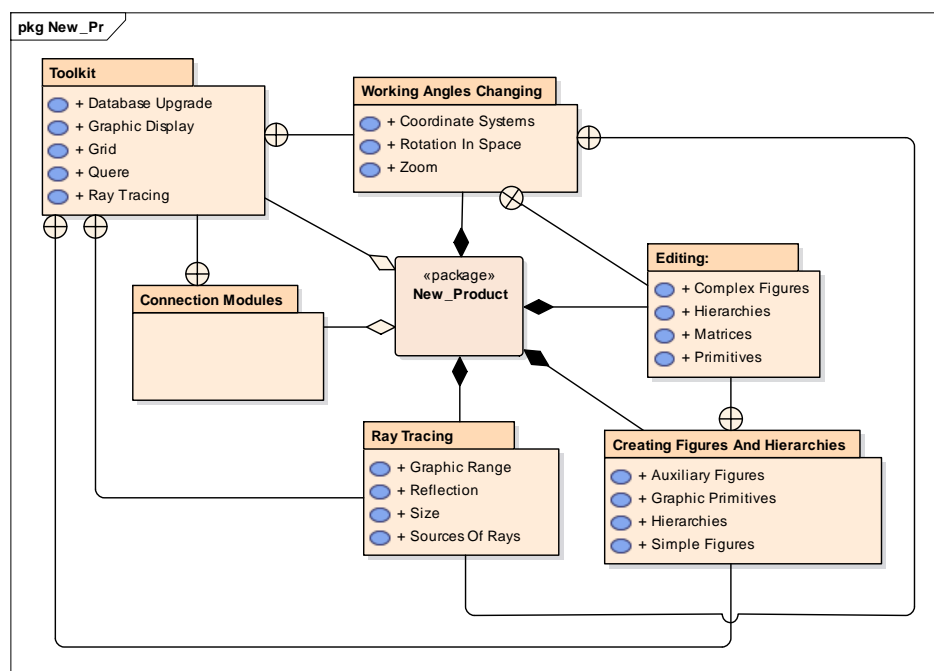 pkg New_Pr
Toolkit
+ Database Upgrade
+ Graphic Display
+ Grid
+ Quere
+ Ray Tracing
Working Angles Changing
+ Coordinate Systems
+ Rotation In Space
+ Zoom
«package»
New_Product
Editing:
+ Complex Figures
+ Hierarchies
+ Matrices
+ Primitives
Connection Modules
Ray Tracing
+ Graphic Range
+ Reflection
+ Size
+ Sources Of Rays
Creating Figures And Hierarchies
+ Auxiliary Figures
+ Graphic Primitives
+ Hierarchies
+ Simple Figures